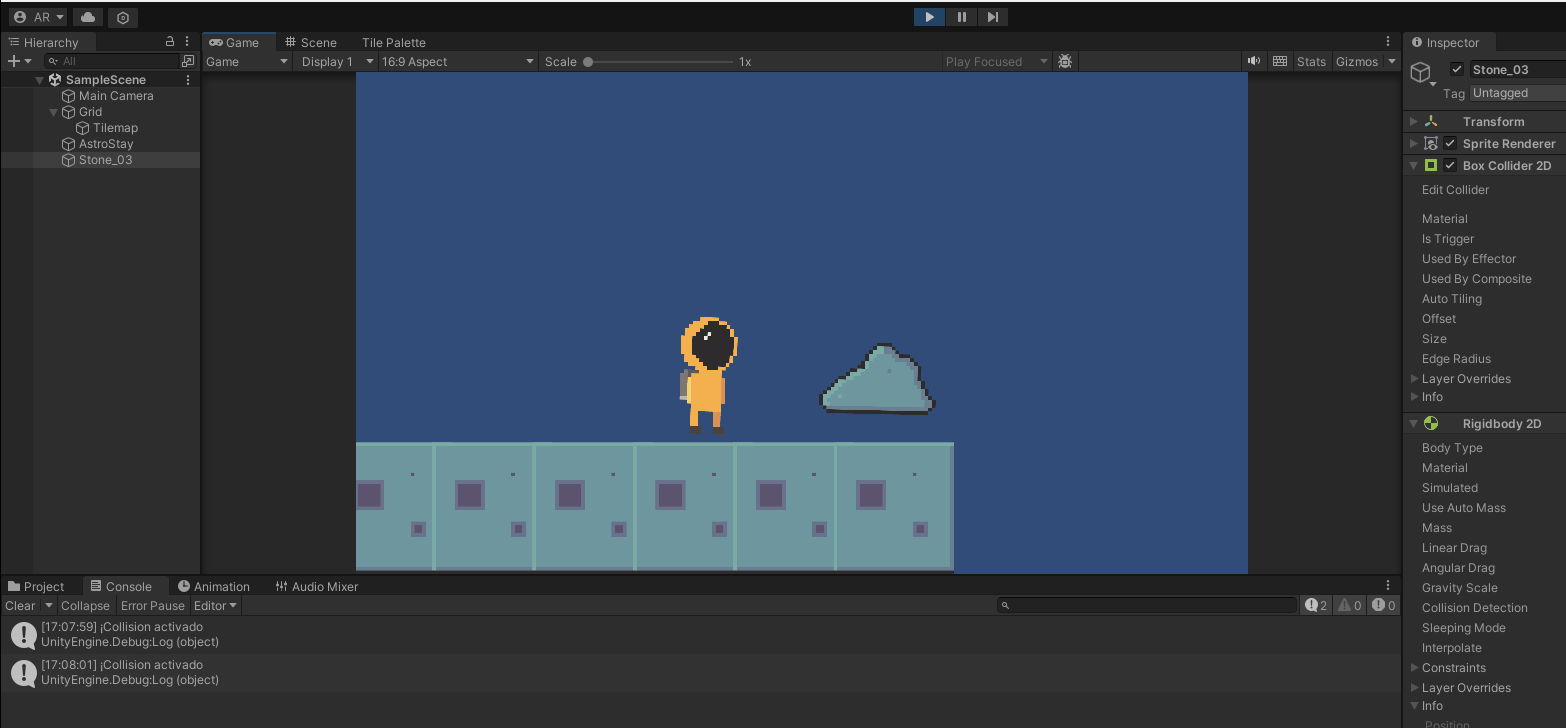 AR
Hierarchy
All
SampleScene
Main Camera
Grid
Tilemap
AstroStay
Stone_03
Game
Scene
Tile Palette
Game
Display 1
16:9 Aspect
Scale
1x
Play Focused
Stats
Gizmos
Inspector
Stone_03
Tag
Untagged
Transform
Sprite Renderer
Box Collider 2D
Edit Collider
Material
Is Trigger
Used By Effector
Used By Composite
Auto Tiling
Offset
Size
Edge Radius
Layer Overrides
Info
Rigidbody 2D
Body Type
Material
Simulated
Use Auto Mass
Mass
Linear Drag
Angular Drag
Gravity Scale
Collision Detection
Sleeping Mode
Interpolate
Constraints
Layer Overrides
Info
Position
Project
Console
Animation
Audio Mixer
Clear
Collapse
Error Pause
Editor
2
0
0
[17:07:59] ¡Collision activado
UnityEngine.Debug:Log (object)
[17:08:01] ¡Collision activado
UnityEngine.Debug:Log (object)